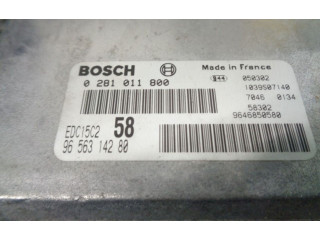 BOSCH
0 281 011 800
Made in France
050302
1039S07140
7046 0134
58302
9646850580
EDC15C2 58
96 563 142 80